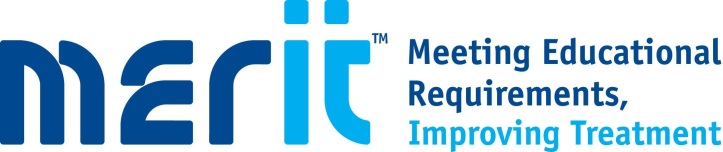 merit™
Meeting Educational
Requirements,
Improving Treatment